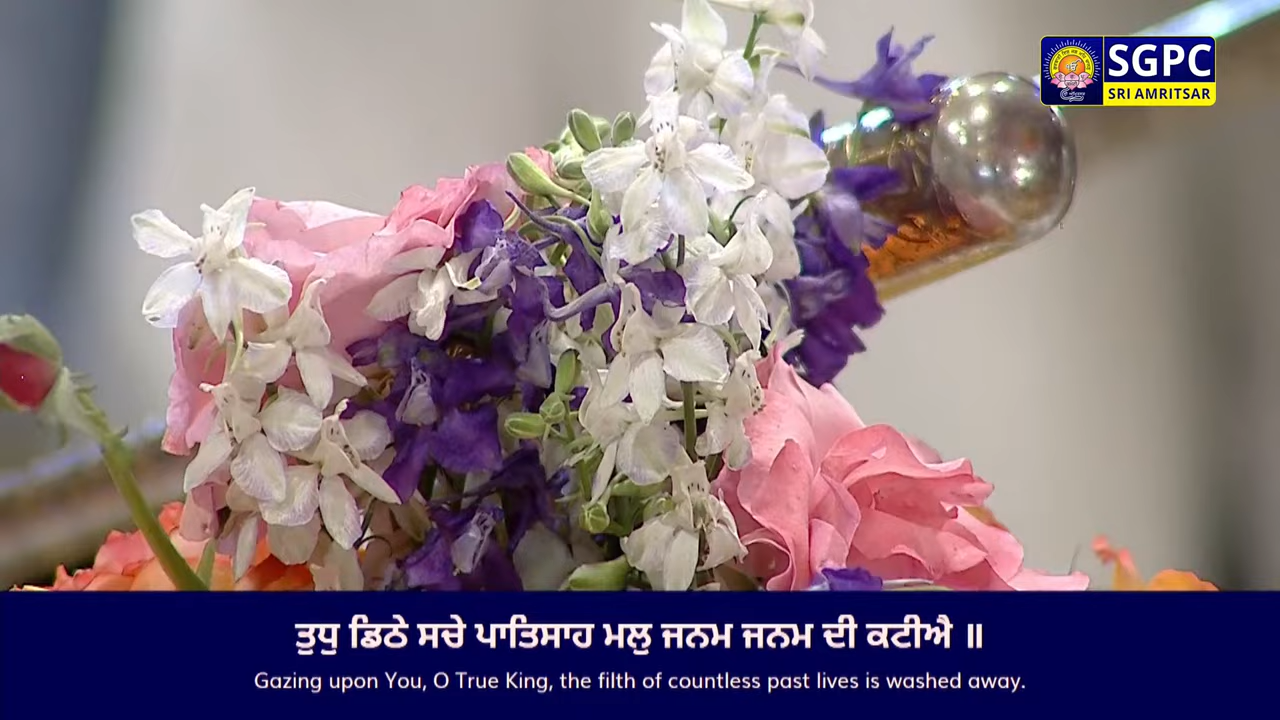 SGPC
SRI AMRITSAR
ਤੁਧੁ ਡਿਠੇ ਸਚੇ ਪਾਤਿਸਾਹ ਮਲੁ ਜਨਮ ਜਨਮ ਦੀ ਕਟੀਐ ॥
Gazing upon You, O True King, the filth of countless past lives is washed away.